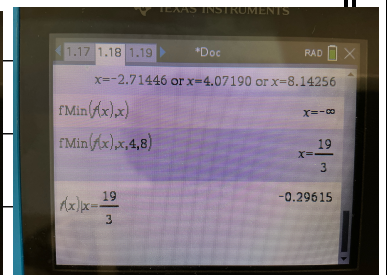 TEXAS INSTRUMENTS
1.17 1.18 1.19 *Doc RAD
x=-2.71446 or x=4.07190 or x=8.14256
fMin(f(x),x) x=-∞
fMin(f(x),x,4,8) x=19/3
f(x)|x=19/3 -0.29615